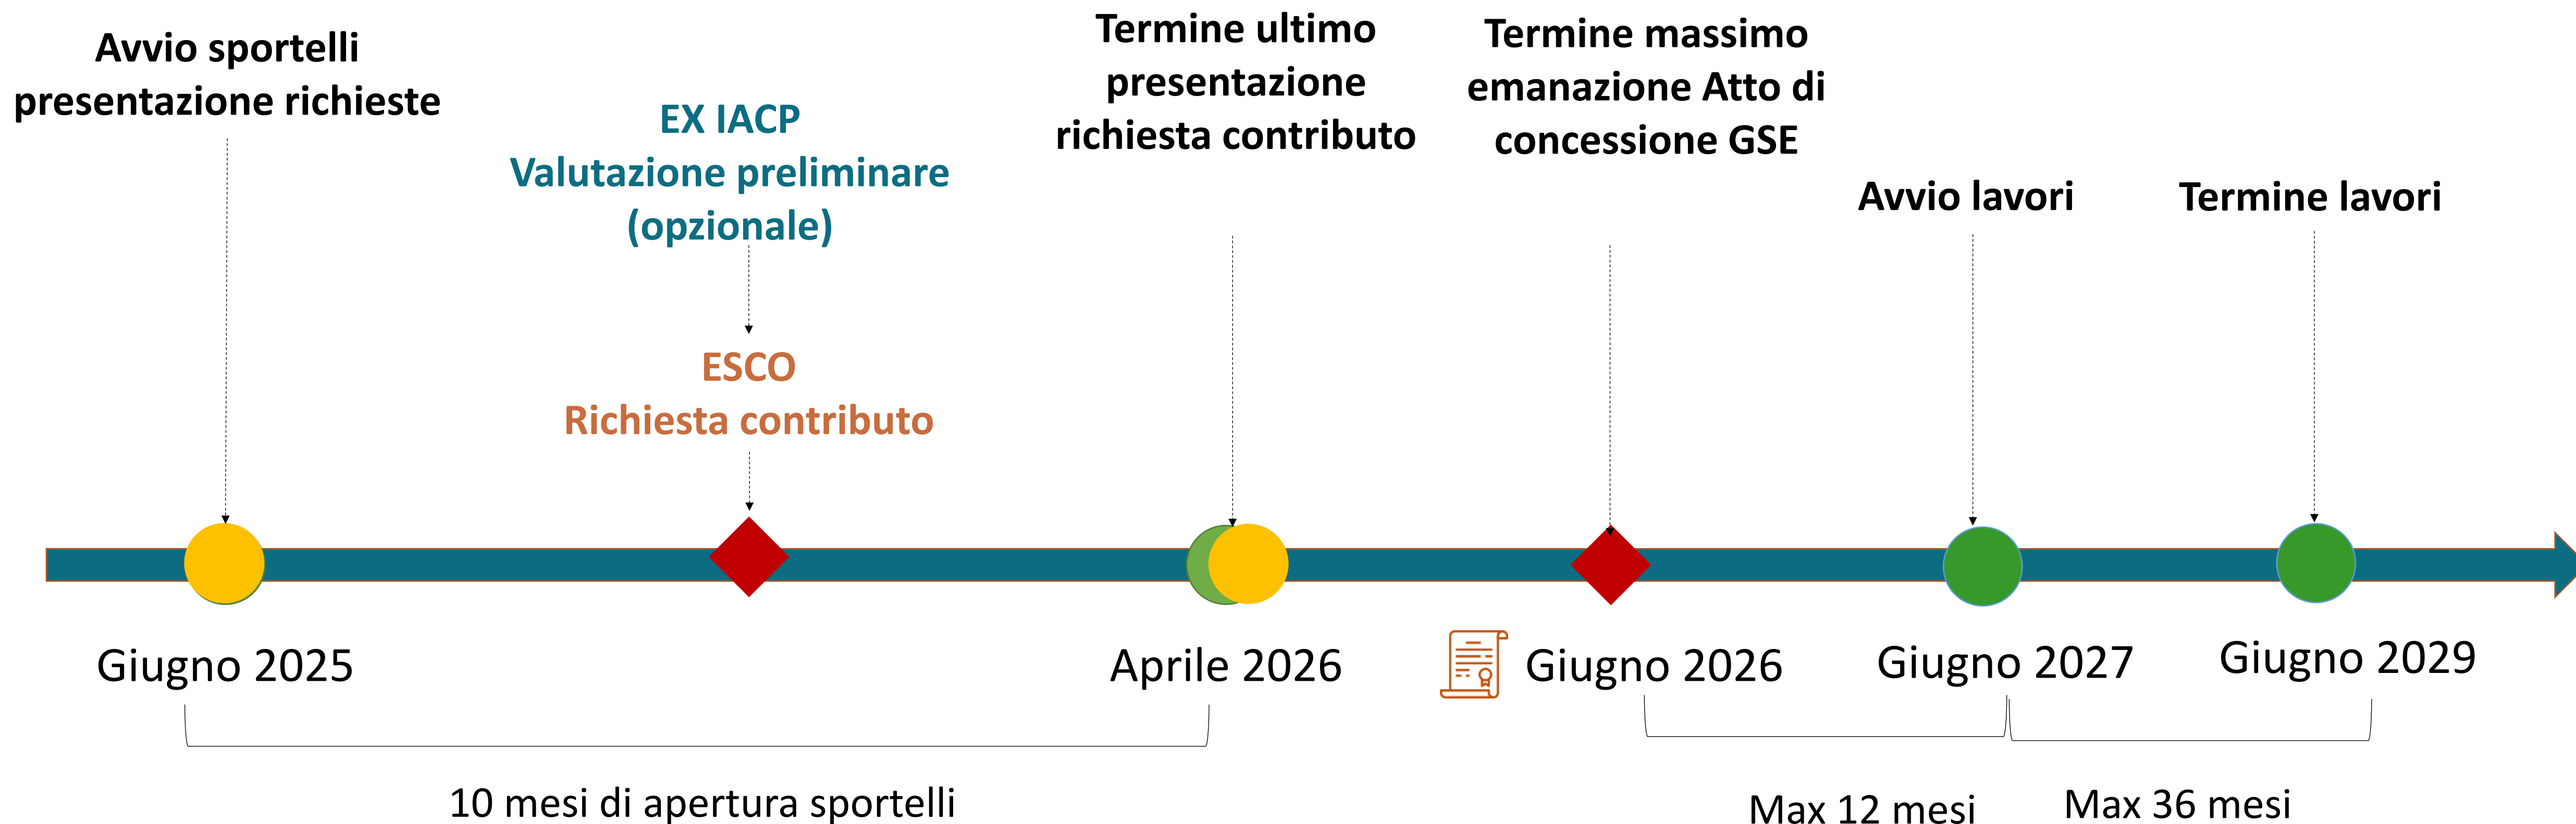 Avvio sportelli
presentazione richieste
EX IACP
Valutazione preliminare
(opzionale)
ESCO
Richiesta contributo
Termine ultimo
presentazione
richiesta contributo
Termine massimo
emanazione Atto di
concessione GSE
Avvio lavori
Termine lavori
Giugno 2025
Aprile 2026
Giugno 2026
Giugno 2027
Giugno 2029
10 mesi di apertura sportelli
Max 12 mesi
Max 36 mesi